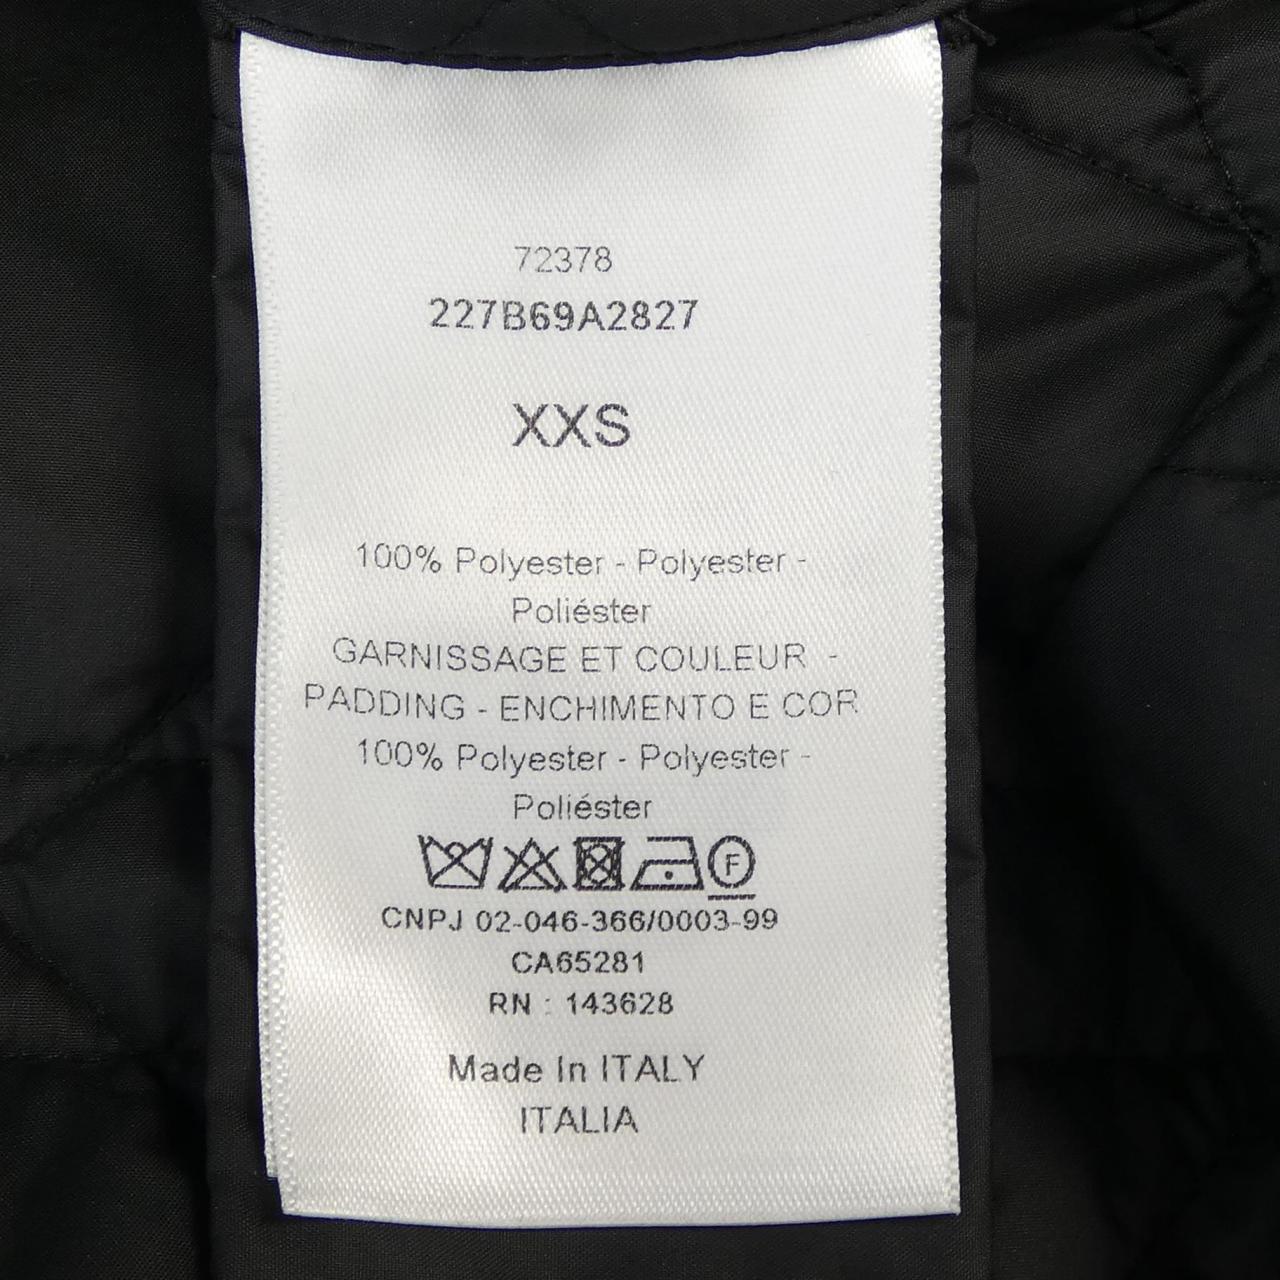 72378
227B69A2827
XXS
100% Polyester - Polyester -
Poliéster
GARNISSAGE ET COULEUR -
PADDING - ENCHIMENTO E COR
100% Polyester - Polyester -
Poliéster
F
CNPJ 02-046-366/0003-99
CA65281
RN : 143628
Made In ITALY
ITALIA